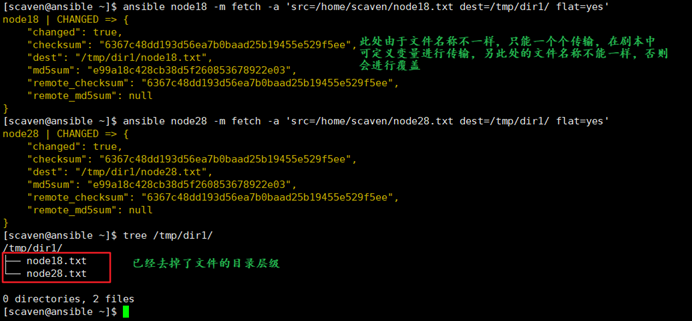 [scaven@ansible ~]$ ansible node18 -m fetch -a 'src=/home/scaven/node18.txt dest=/tmp/dir1/ flat=yes'
node18 | CHANGED => {
    "changed": true,
    "checksum": "6367c48dd193d56ea7b0baad25b19455e529f5ee",
此处由于文件名称不一样，只能一个个传输，在剧本中
    "dest": "/tmp/dir1/node18.txt",
可定义变量进行传输，另此处的文件名称不能一样，否则
    "md5sum": "e99a18c428cb38d5f260853678922e03",
会进行覆盖
    "remote_checksum": "6367c48dd193d56ea7b0baad25b19455e529f5ee",
    "remote_md5sum": null
}
[scaven@ansible ~]$ ansible node28 -m fetch -a 'src=/home/scaven/node28.txt dest=/tmp/dir1/ flat=yes'
node28 | CHANGED => {
    "changed": true,
    "checksum": "6367c48dd193d56ea7b0baad25b19455e529f5ee",
    "dest": "/tmp/dir1/node28.txt",
    "md5sum": "e99a18c428cb38d5f260853678922e03",
    "remote_checksum": "6367c48dd193d56ea7b0baad25b19455e529f5ee",
    "remote_md5sum": null
}
[scaven@ansible ~]$ tree /tmp/dir1/
/tmp/dir1/
├── node18.txt
└── node28.txt
已经去掉了文件的目录层级
0 directories, 2 files
[scaven@ansible ~]$